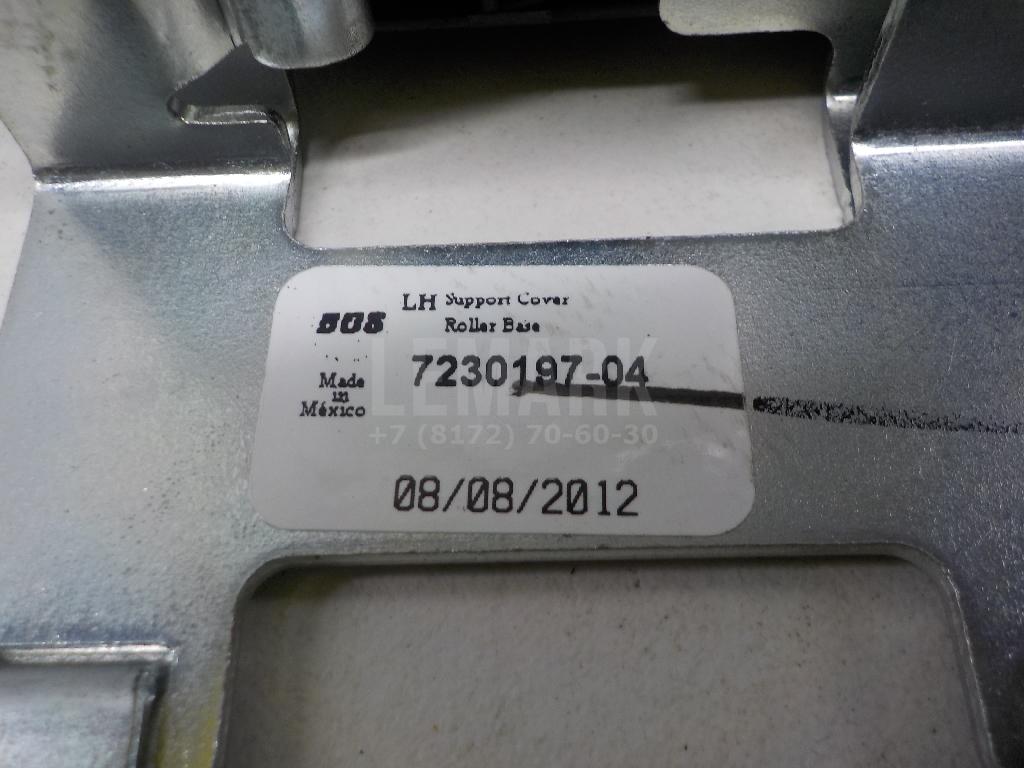 BOS
LH Support Cover
Roller Base
Made
in
México
7230197-04
LEMARK
+7 (8172) 70-60-30
08/08/2012